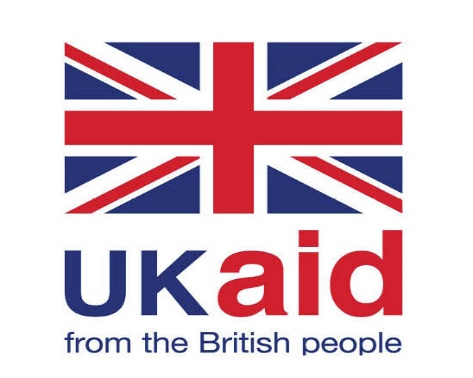 UKaid
from the British people